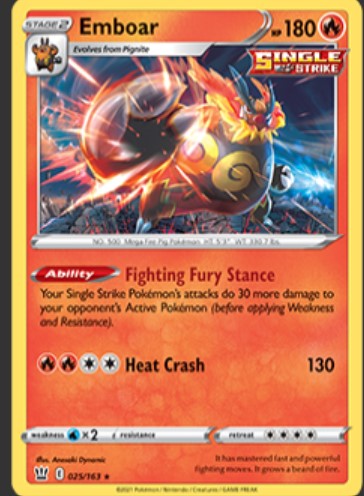 STAGE 2 Emboar HP 180
Evolves from Pignite
SINGLE
STRIKE
NO. 500 Mega Fire Pig Pokémon HT: 5'3" WT: 330.7 lbs.
Ability Fighting Fury Stance
Your Single Strike Pokémon's attacks do 30 more damage to
your opponent's Active Pokémon (before applying Weakness
and Resistance).
Heat Crash 130
weakness ×2 resistance retreat
Illus. Anesaki Dynamic
It has mastered fast and powerful
fighting moves. It grows a beard of fire.
E 025/163 ★
©2021 Pokémon / Nintendo / Creatures / GAME FREAK